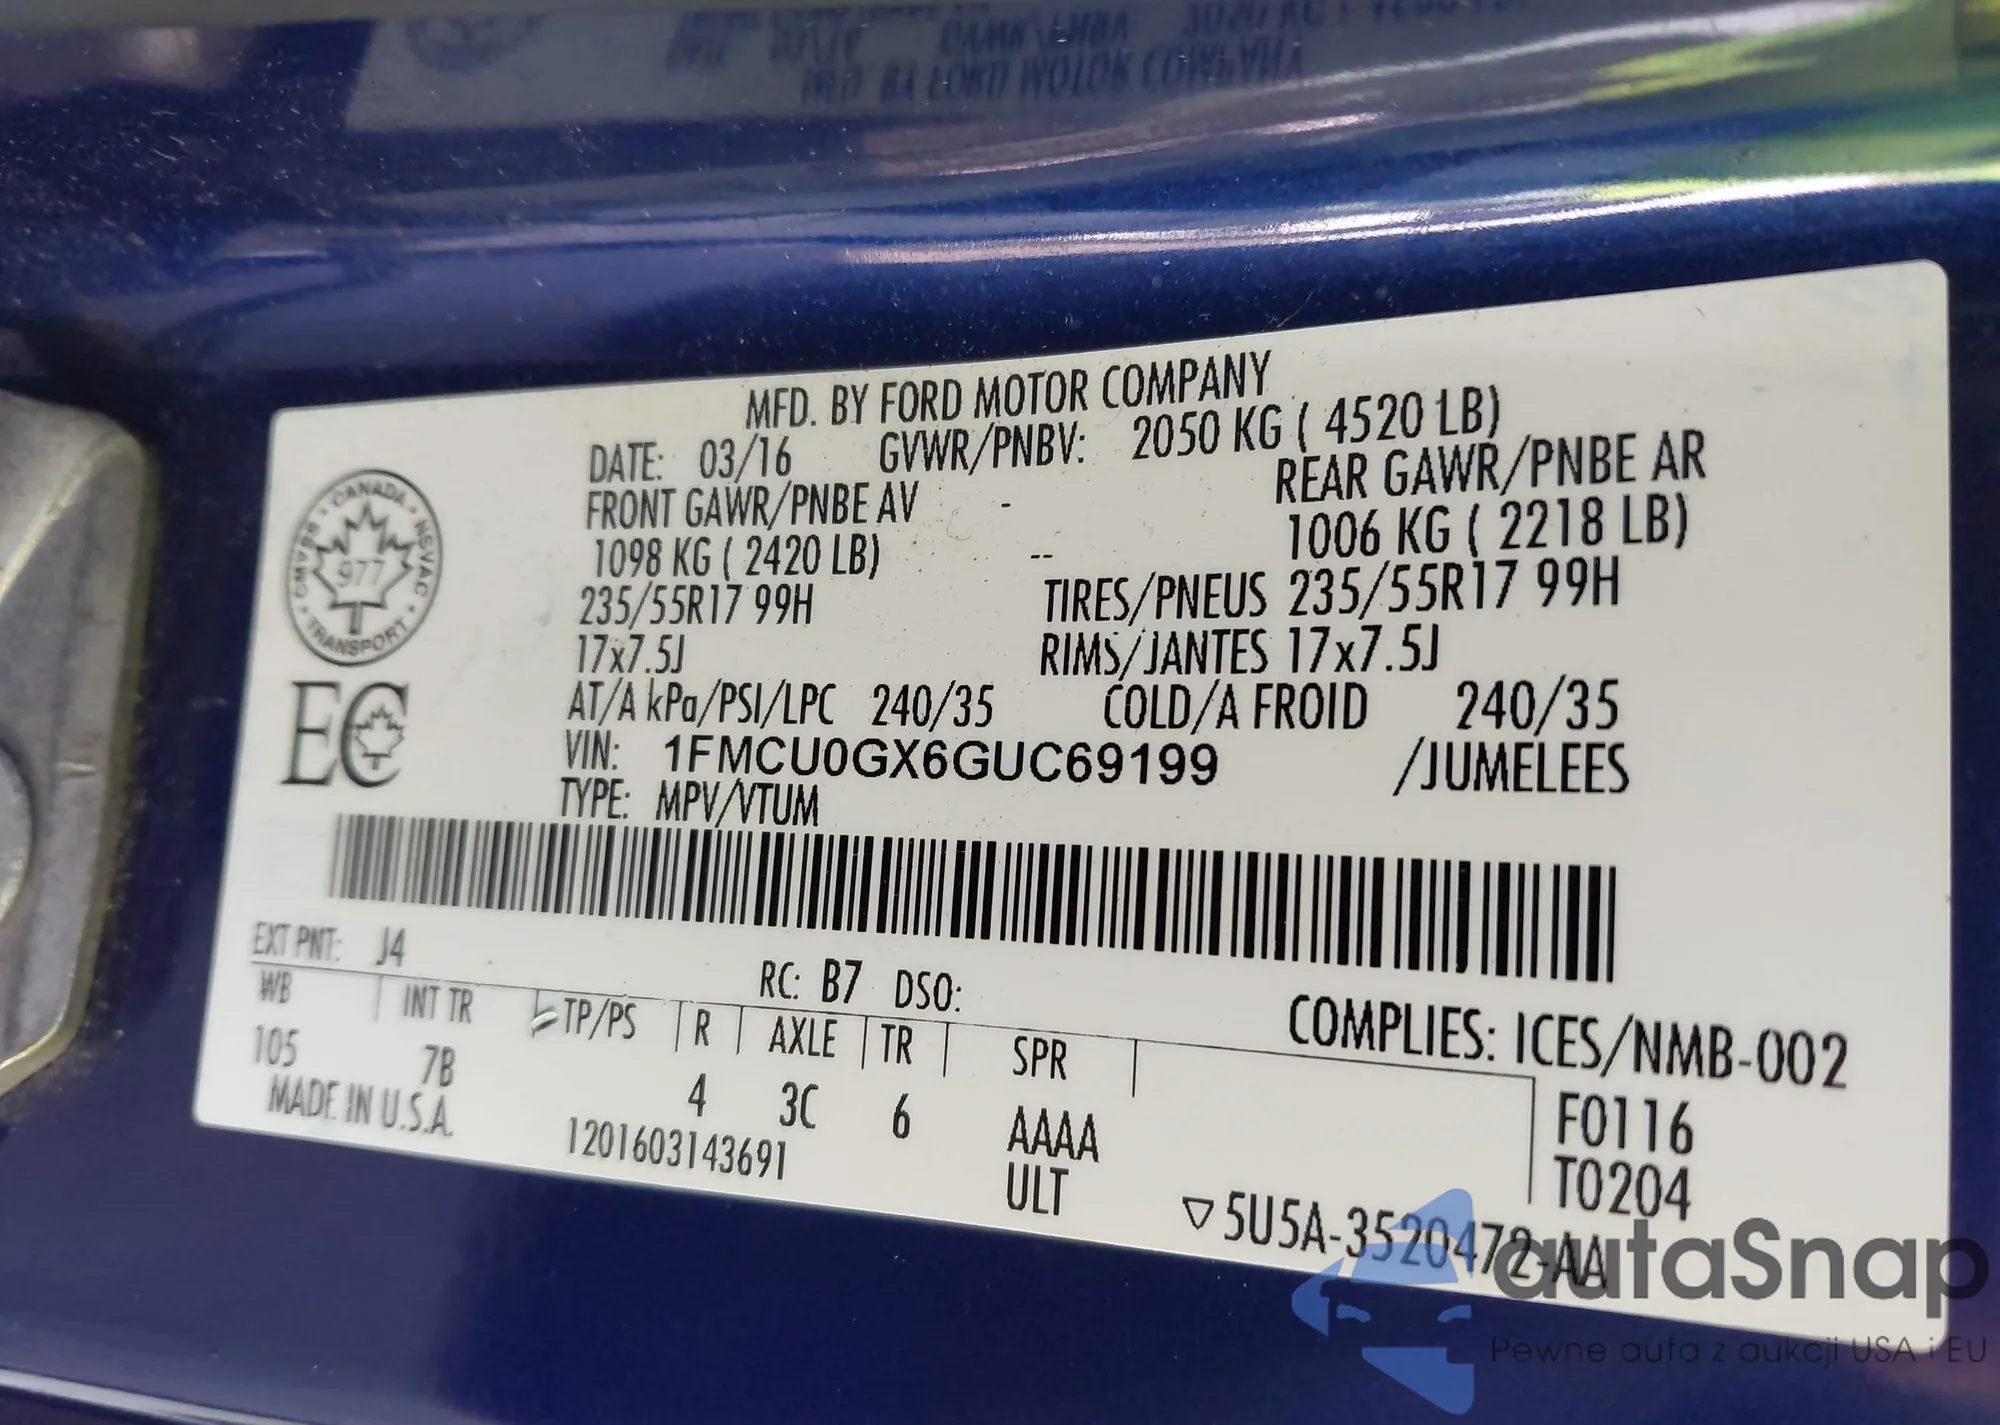 MFD. BY FORD MOTOR COMPANY
DATE: 03/16 GVWR/PNBV: 2050 KG ( 4520 LB)
FRONT GAWR/PNBE AV - REAR GAWR/PNBE AR
1098 KG ( 2420 LB) -- 1006 KG ( 2218 LB)
235/55R17 99H TIRES/PNEUS 235/55R17 99H
17x7.5J RIMS/JANTES 17x7.5J
AT/A kPa/PSI/LPC 240/35 COLD/A FROID 240/35
VIN: 1FMCU0GX6GUC69199 /JUMELEES
TYPE: MPV/VTUM
CANADA
NSVAC
TRANSPORT
CMVSS
977
EC
EXT PNT: J4 RC: B7 DSO:
WB INT TR TP/PS R AXLE TR SPR COMPLIES: ICES/NMB-002
105 7B 4 3C 6 AAAA F0116
MADE IN U.S.A. 1201603143691 ULT T0204
▽5U5A-3520472-AA
autaSnap
Pewne auta z aukcji USA i EU